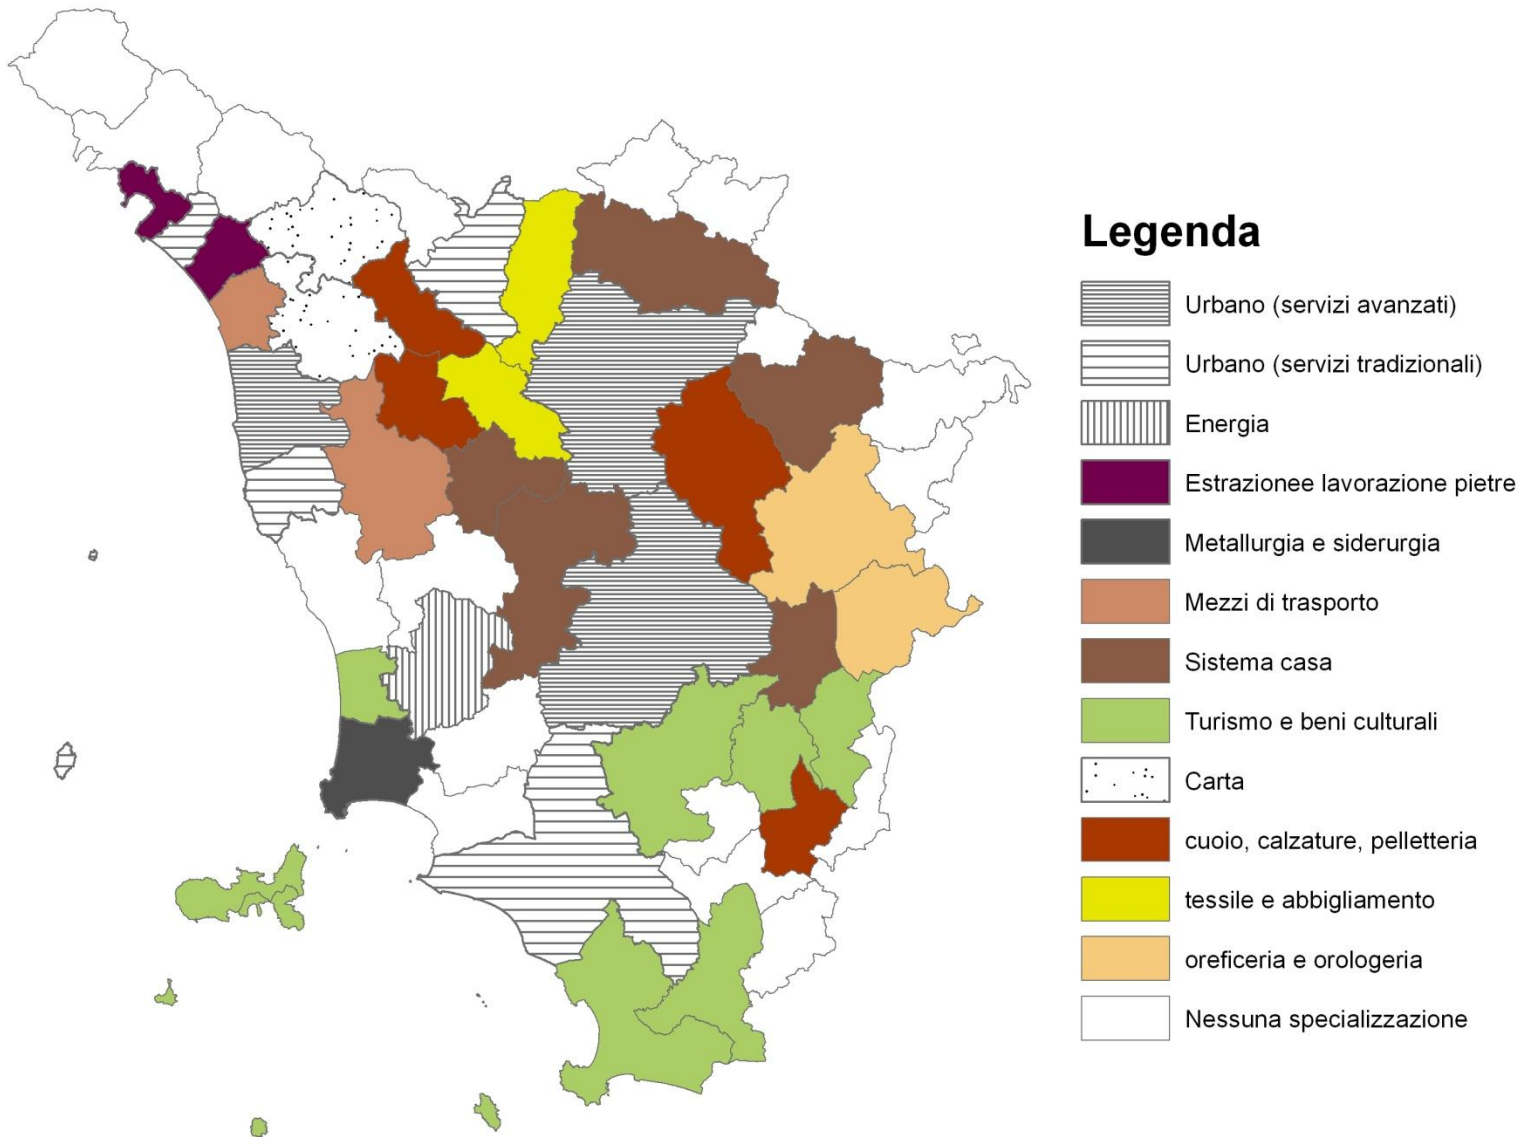 Legenda
Urbano (servizi avanzati)
Urbano (servizi tradizionali)
Energia
Estrazionee lavorazione pietre
Metallurgia e siderurgia
Mezzi di trasporto
Sistema casa
Turismo e beni culturali
Carta
cuoio, calzature, pelletteria
tessile e abbigliamento
oreficeria e orologeria
Nessuna specializzazione